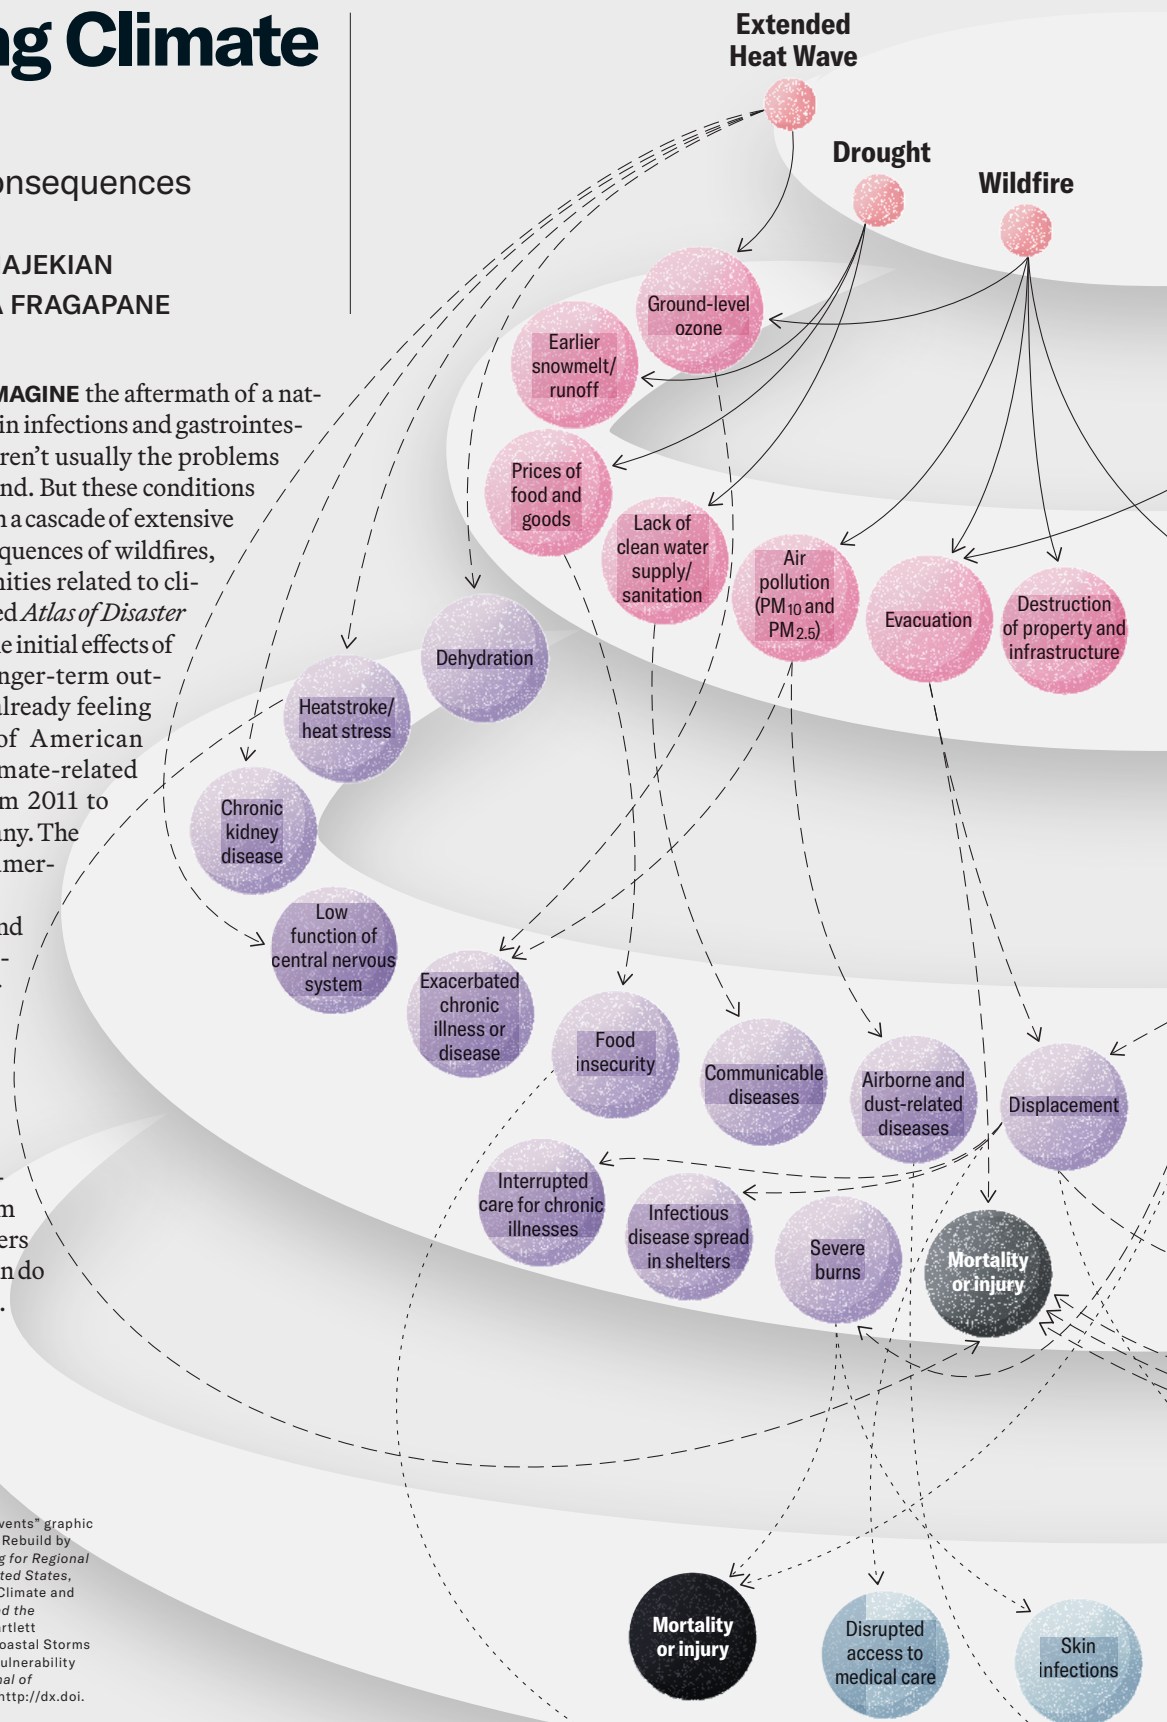 ng Climate
onsequences
AJEKIAN
A FRAGAPANE
MAGINE the aftermath of a nat-
in infections and gastrointes-
ren't usually the problems
nd. But these conditions
n a cascade of extensive
quences of wildfires,
nities related to cli-
ed Atlas of Disaster
e initial effects of
nger-term out-
already feeling
of American
mate-related
m 2011 to
any. The
umer-
nd
-
m
ers
n do
.
vents" graphic
Rebuild by
g for Regional
ted States,
Climate and
d the
artlett
oastal Storms
ulnerability
nal of
http://dx.doi.
Extended
Heat Wave
Drought
Wildfire
Ground-level
ozone
Earlier
snowmelt/
runoff
Prices of
food and
goods
Lack of
clean water
supply/
sanitation
Air
pollution
(PM10 and
PM2.5)
Evacuation
Destruction
of property and
infrastructure
Dehydration
Heatstroke/
heat stress
Chronic
kidney
disease
Low
function of
central nervous
system
Exacerbated
chronic
illness or
disease
Food
insecurity
Communicable
diseases
Airborne and
dust-related
diseases
Displacement
Interrupted
care for chronic
illnesses
Infectious
disease spread
in shelters
Severe
burns
Mortality
or injury
Mortality
or injury
Disrupted
access to
medical care
Skin
infections